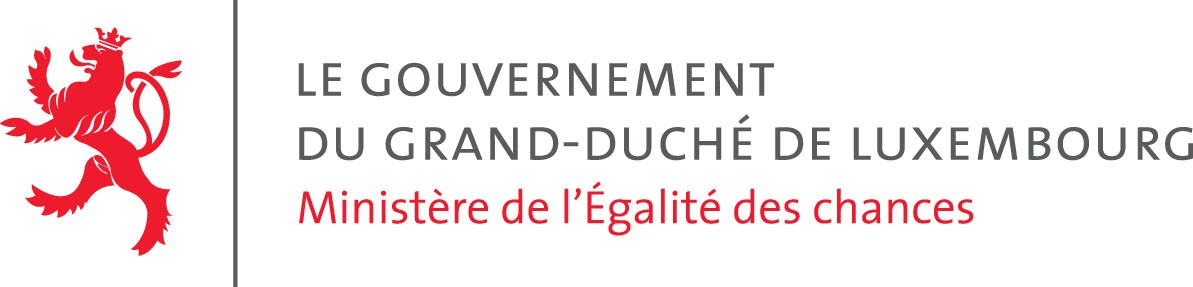 LE GOUVERNEMENT
DU GRAND-DUCHÉ DE LUXEMBOURG
Ministère de l’Égalité des chances